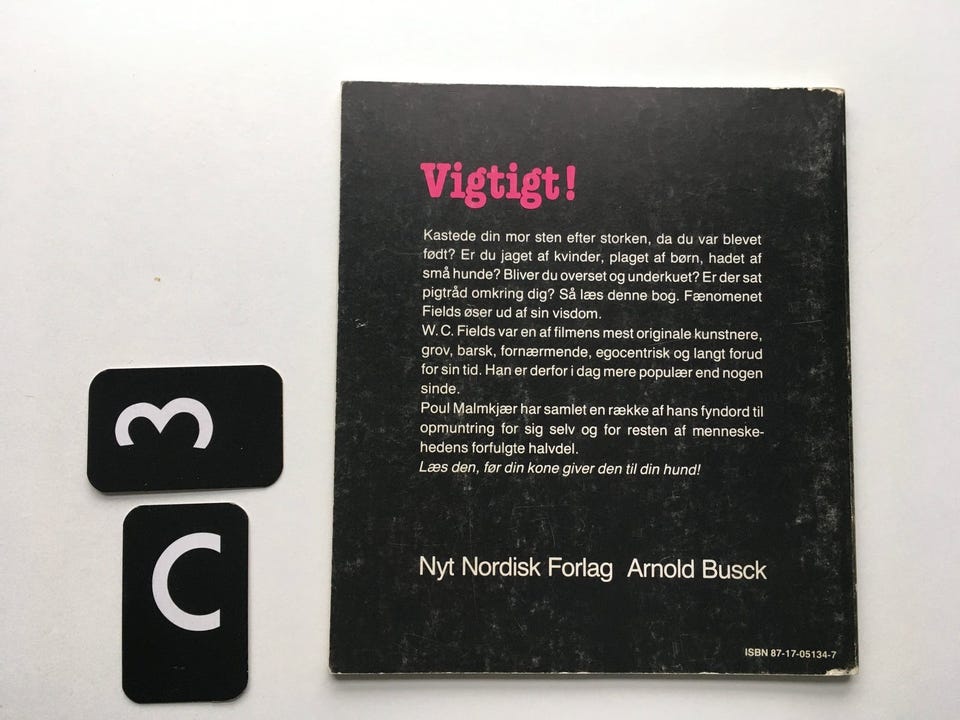 Vigtigt!
Kastede din mor sten efter storken, da du var blevet
født? Er du jaget af kvinder, plaget af børn, hadet af
små hunde? Bliver du overset og underkuet? Er der sat
pigtråd omkring dig? Så læs denne bog. Fænomenet
Fields øser ud af sin visdom.
W. C. Fields var en af filmens mest originale kunstnere,
grov, barsk, fornærmende, egocentrisk og langt forud
for sin tid. Han er derfor i dag mere populær end nogen
sinde.
Poul Malmkjær har samlet en række af hans fyndord til
opmuntring for sig selv og for resten af menneske-
hedens forfulgte halvdel.
Læs den, før din kone giver den til din hund!
Nyt Nordisk Forlag Arnold Busck
ISBN 87-17-05134-7
3
C